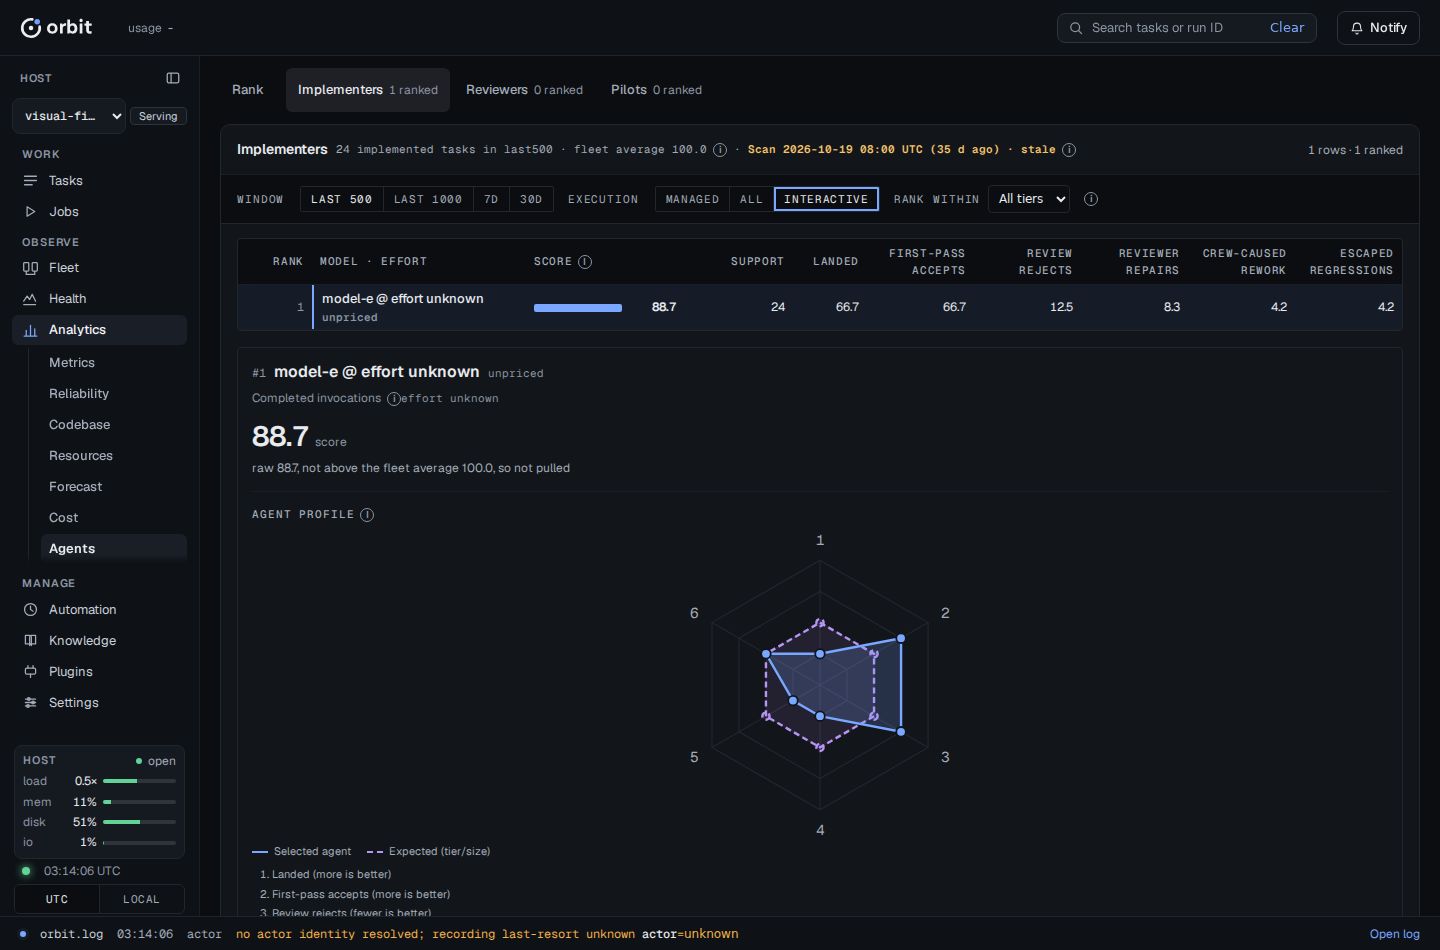 orbit
usage -
Search tasks or run ID Clear
Notify
HOST
visual-fi… Serving
WORK
Tasks
Jobs
OBSERVE
Fleet
Health
Analytics
Metrics
Reliability
Codebase
Resources
Forecast
Cost
Agents
MANAGE
Automation
Knowledge
Plugins
Settings
HOST open
load 0.5×
mem 11%
disk 51%
io 1%
03:14:06 UTC
UTC LOCAL
Rank Implementers 1 ranked Reviewers 0 ranked Pilots 0 ranked
Implementers 24 implemented tasks in last500 · fleet average 100.0 · Scan 2026-10-19 08:00 UTC (35 d ago) · stale 1 rows · 1 ranked
WINDOW LAST 500 LAST 1000 7D 30D EXECUTION MANAGED ALL INTERACTIVE RANK WITHIN All tiers
RANK MODEL · EFFORT SCORE SUPPORT LANDED FIRST-PASS ACCEPTS REVIEW REJECTS REVIEWER REPAIRS CREW-CAUSED REWORK ESCAPED REGRESSIONS
1 model-e @ effort unknown 88.7 24 66.7 66.7 12.5 8.3 4.2 4.2
unpriced
#1 model-e @ effort unknown unpriced
Completed invocations effort unknown
88.7 score
raw 88.7, not above the fleet average 100.0, so not pulled
AGENT PROFILE
1
6 2
5 3
4
Selected agent Expected (tier/size)
1. Landed (more is better)
2. First-pass accepts (more is better)
3. Review rejects (fewer is better)
orbit.log 03:14:06 actor no actor identity resolved; recording last-resort unknown actor=unknown Open log